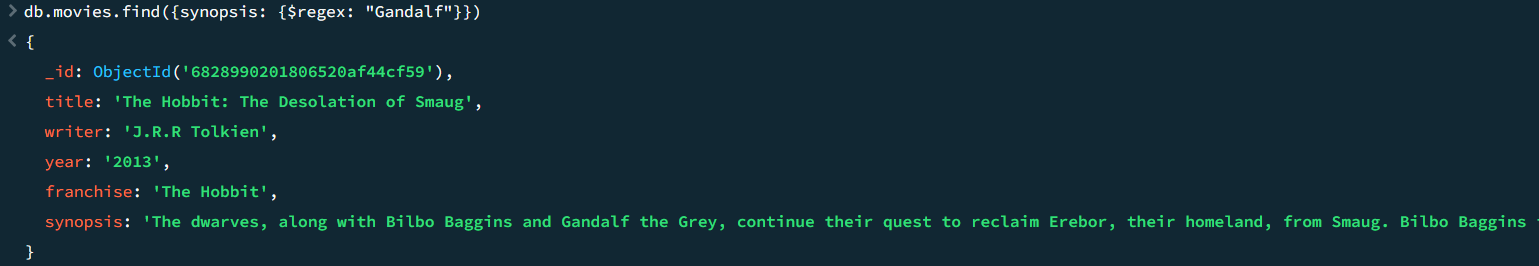 > db.movies.find({synopsis: {$regex: "Gandalf"}})
< {
_id: ObjectId('6828990201806520af44cf59'),
title: 'The Hobbit: The Desolation of Smaug',
writer: 'J.R.R Tolkien',
year: '2013',
franchise: 'The Hobbit',
synopsis: 'The dwarves, along with Bilbo Baggins and Gandalf the Grey, continue their quest to reclaim Erebor, their homeland, from Smaug. Bilbo Baggins
}